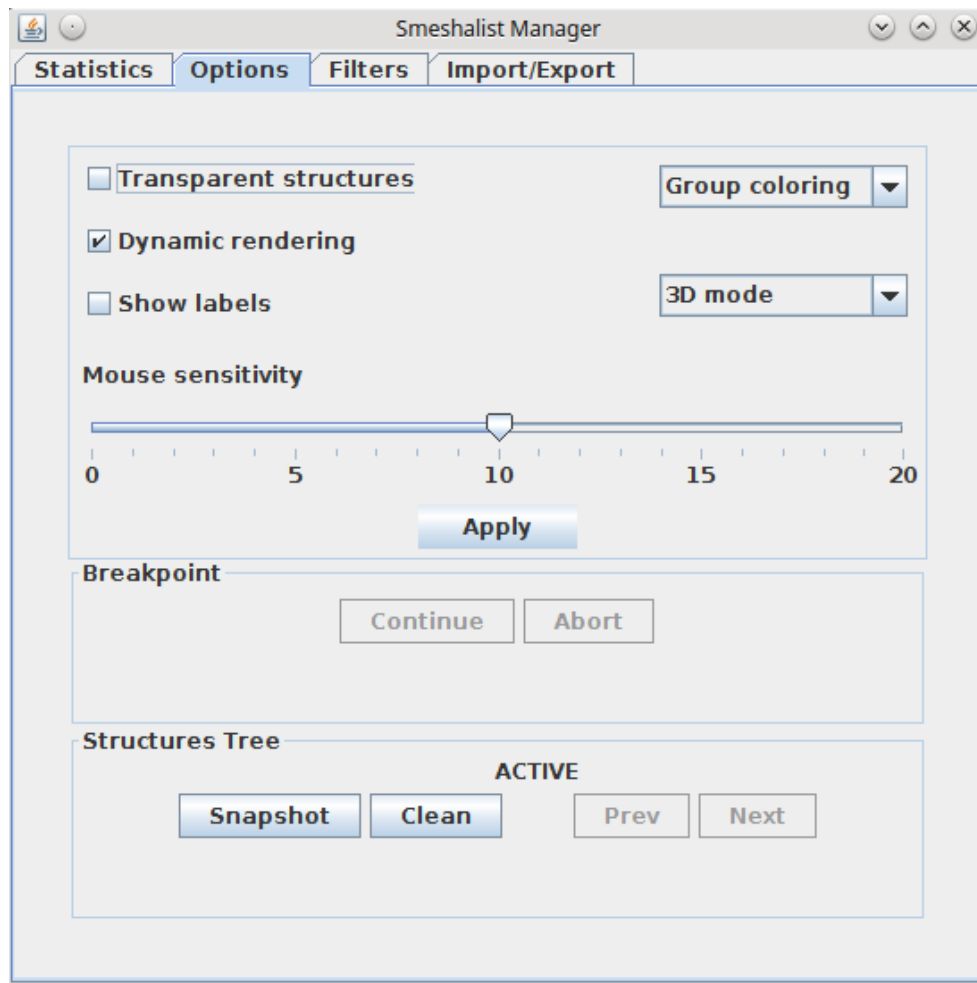 Smeshalist Manager
Statistics Options Filters Import/Export
Transparent structures Group coloring
Dynamic rendering
Show labels 3D mode
Mouse sensitivity
0 5 10 15 20
Apply
Breakpoint
Continue Abort
Structures Tree
ACTIVE
Snapshot Clean Prev Next